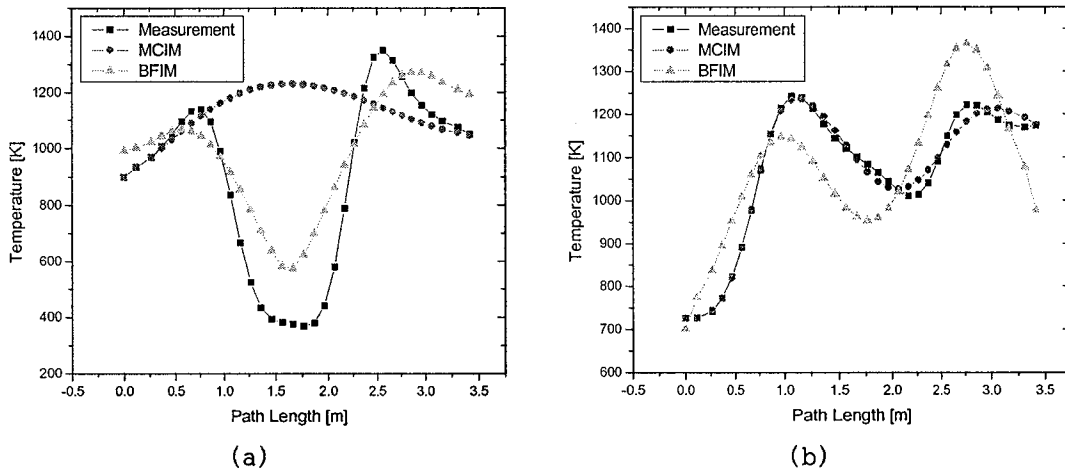 Measurement
MCIM
BFIM
1400
1200
1000
800
600
400
200
Temperature [K]
-0.5 0.0 0.5 1.0 1.5 2.0 2.5 3.0 3.5
Path Length [m]
(a)
Measurement
MCIM
BFIM
1400
1300
1200
1100
1000
900
800
700
600
Temperature [K]
-0.5 0.0 0.5 1.0 1.5 2.0 2.5 3.0 3.5
Path Length [m]
(b)